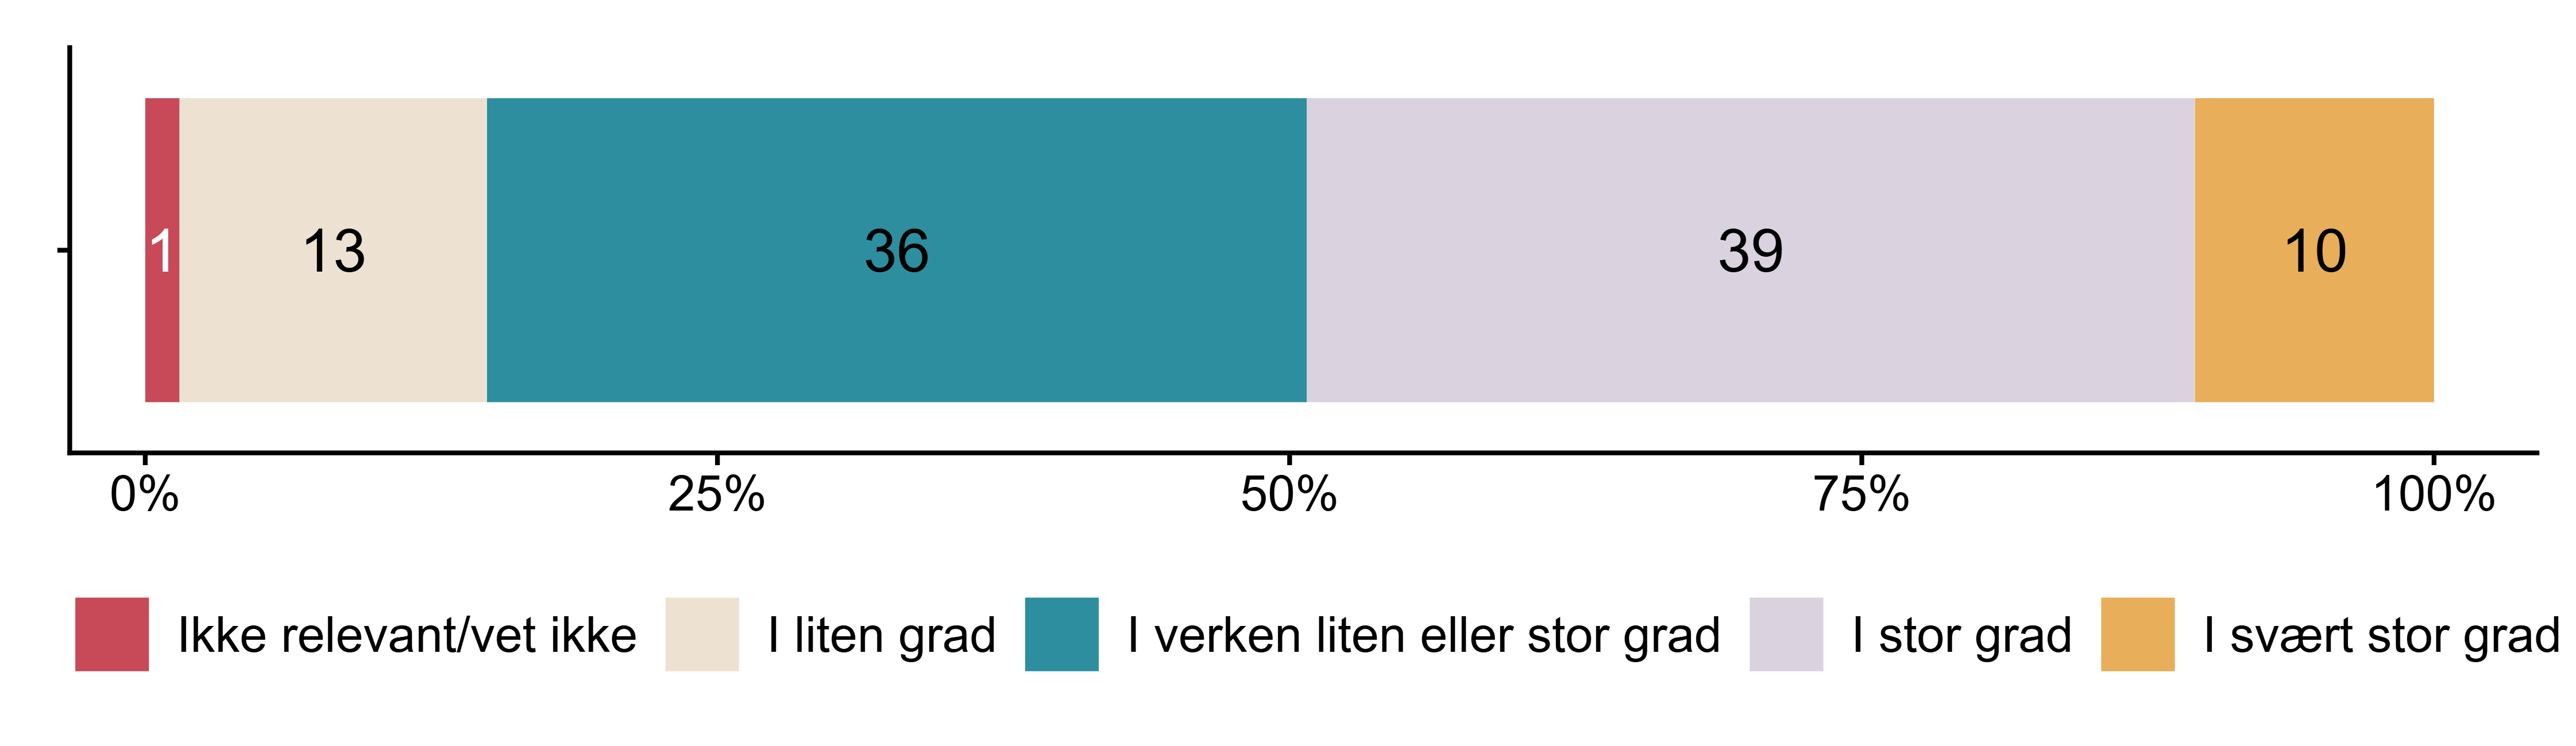 1 13 36 39 10
0% 25% 50% 75% 100%
Ikke relevant/vet ikke I liten grad I verken liten eller stor grad I stor grad I svært stor grad